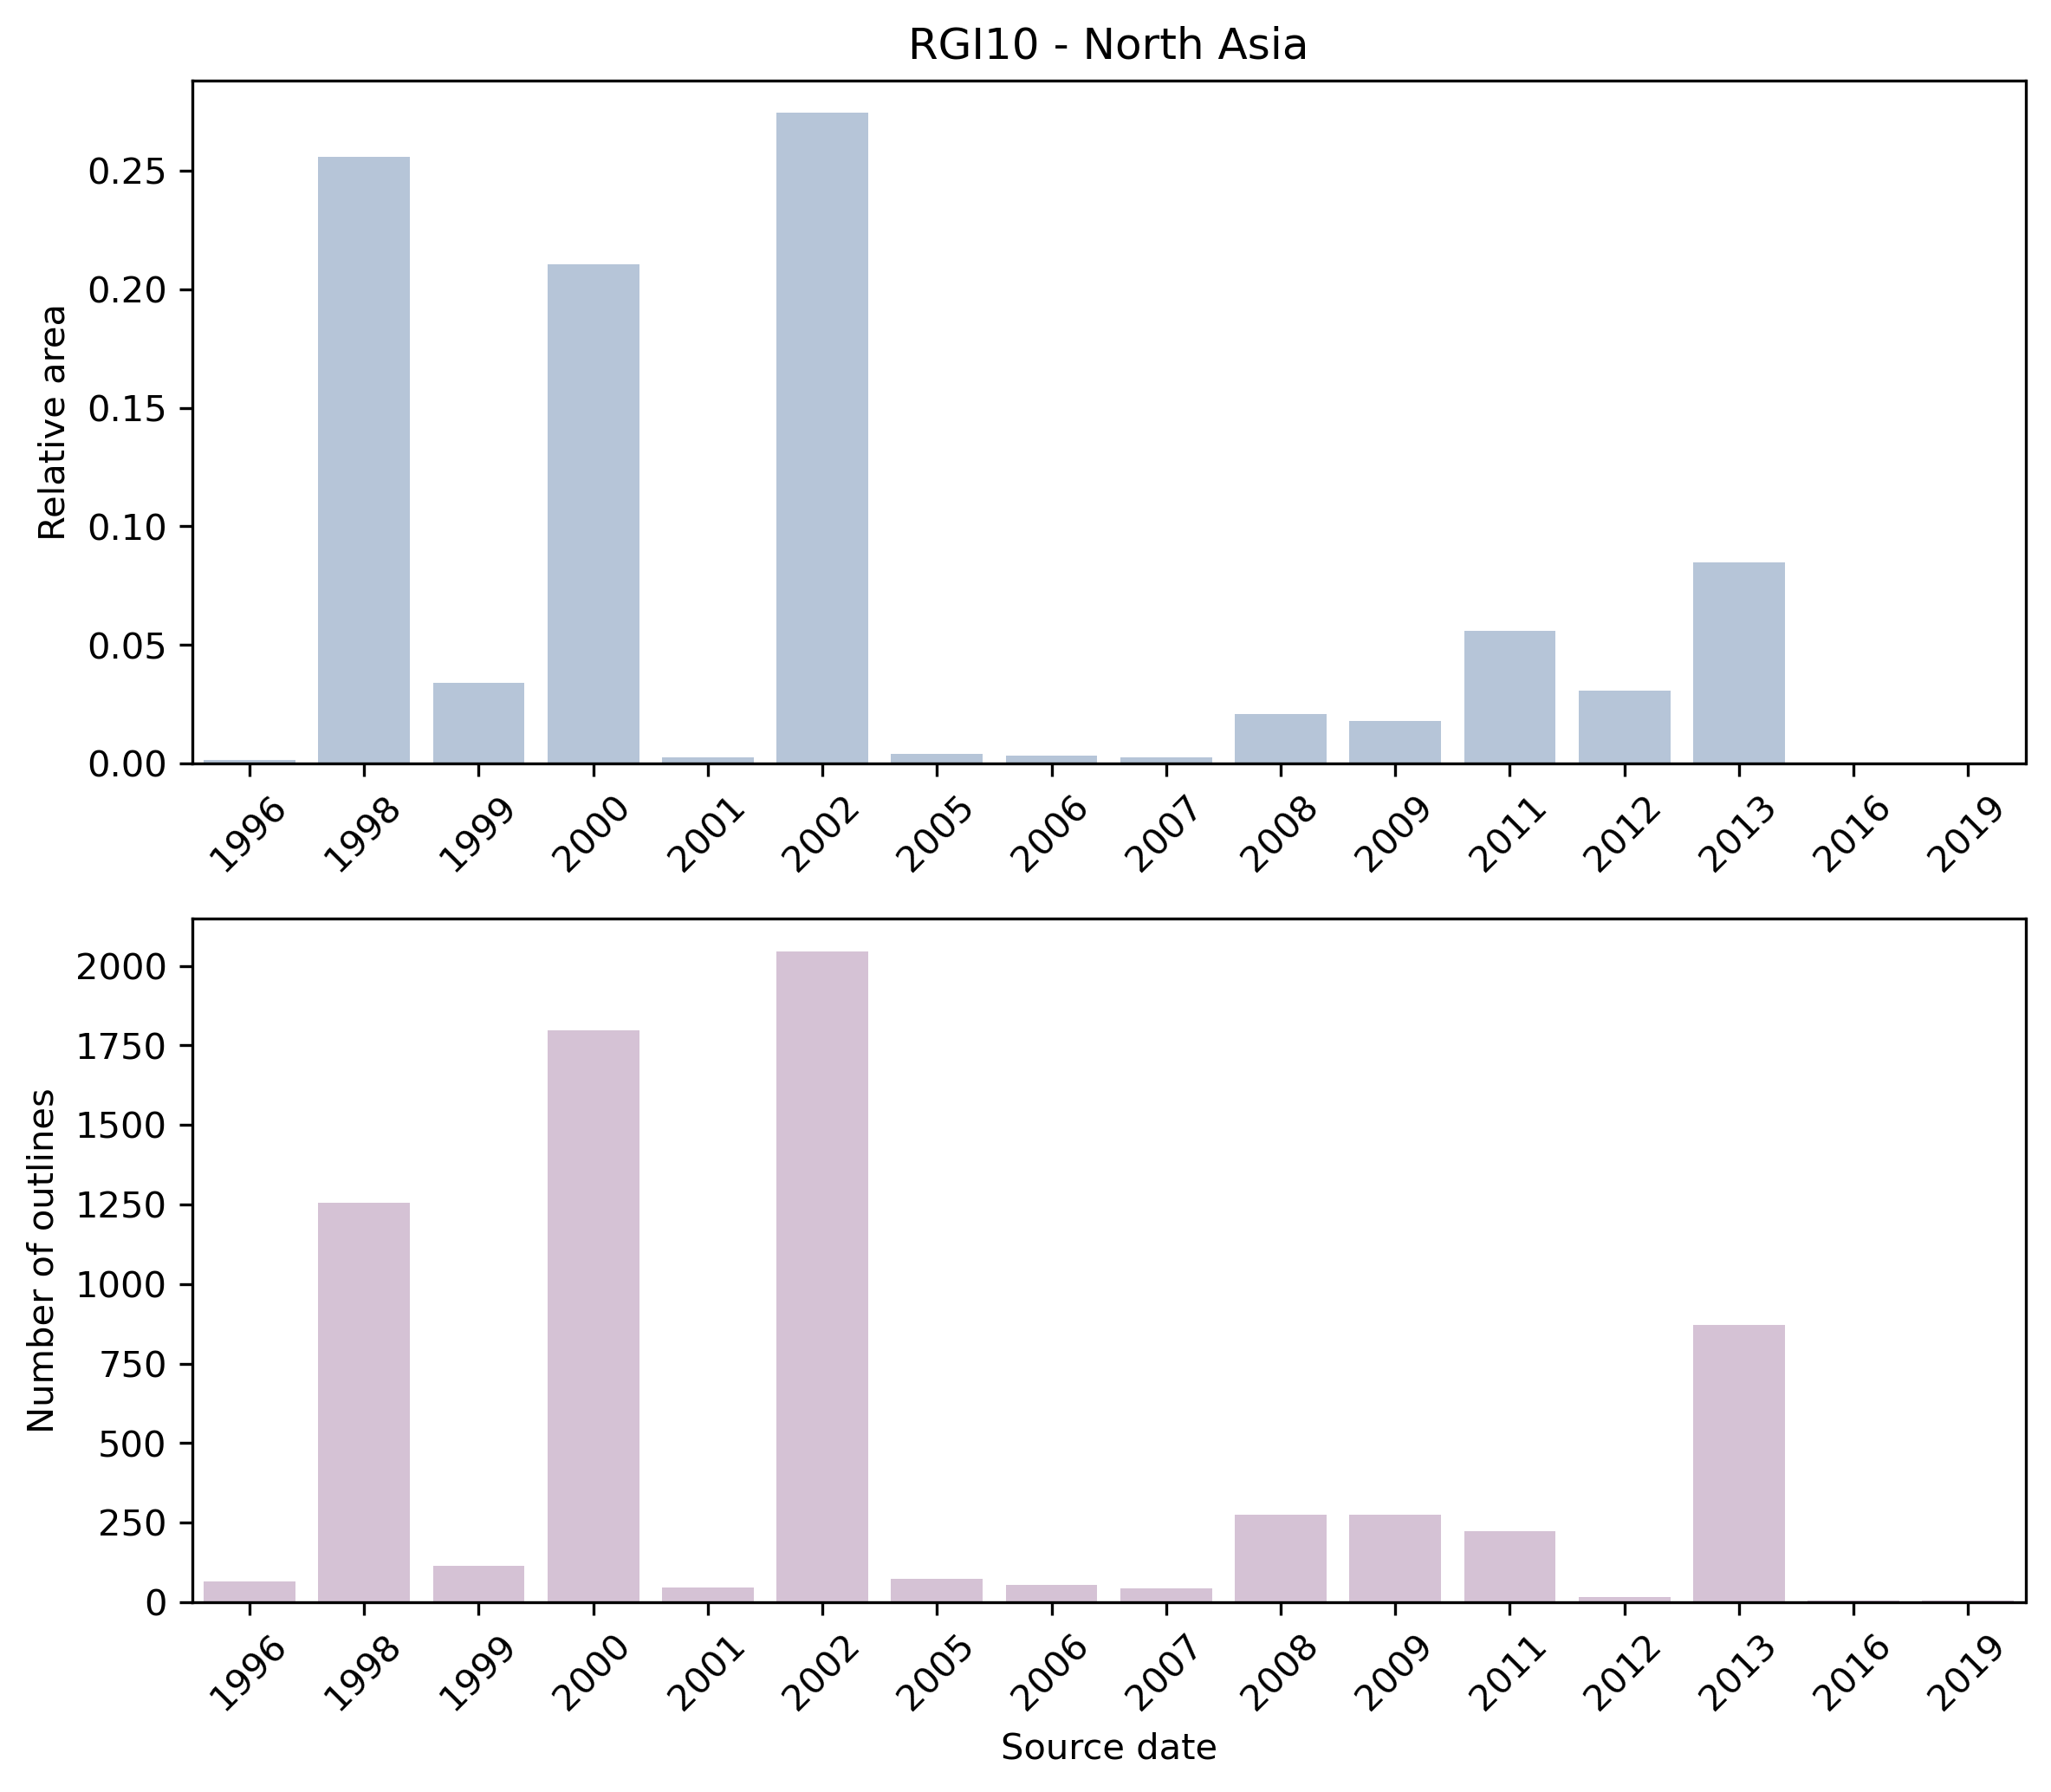 RGI10 - North Asia
Relative area
0.25
0.20
0.15
0.10
0.05
0.00
1996 1998 1999 2000 2001 2002 2005 2006 2007 2008 2009 2011 2012 2013 2016 2019
Number of outlines
2000
1750
1500
1250
1000
750
500
250
0
1996 1998 1999 2000 2001 2002 2005 2006 2007 2008 2009 2011 2012 2013 2016 2019
Source date